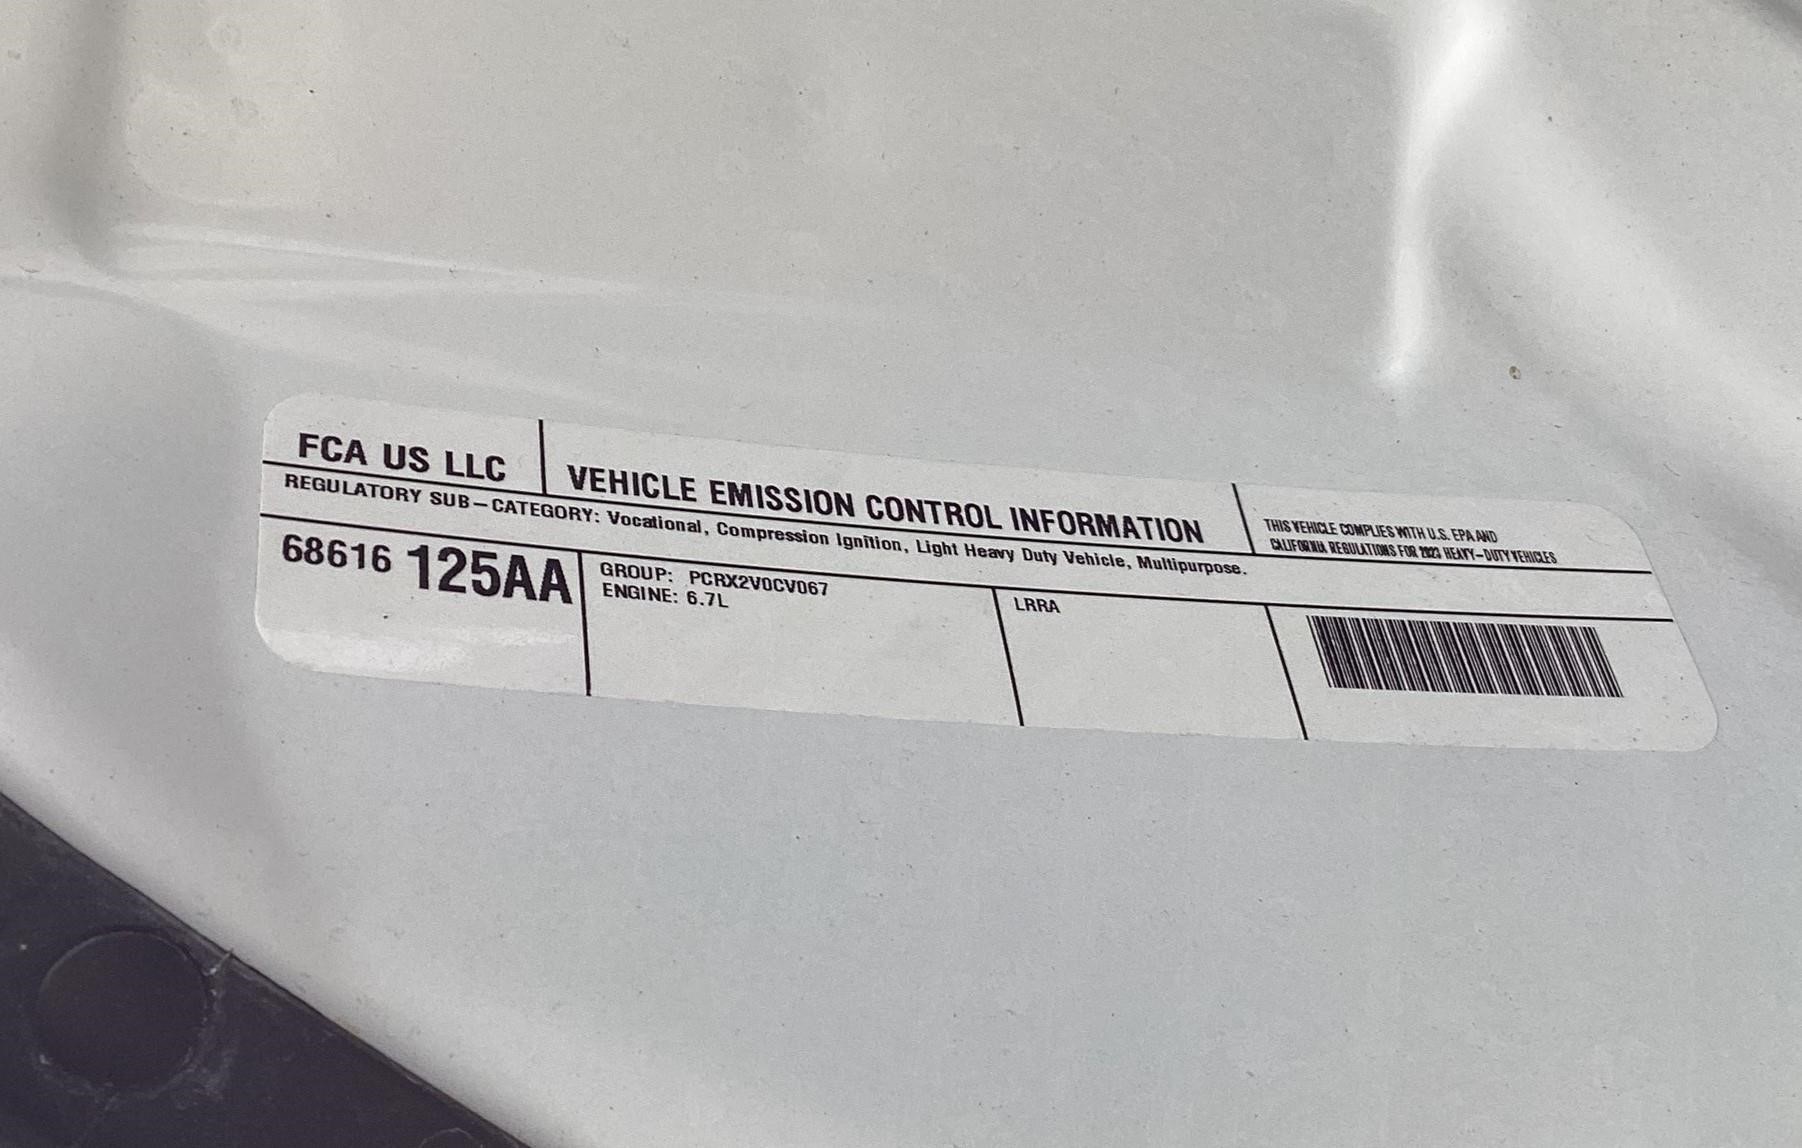 FCA US LLC
VEHICLE EMISSION CONTROL INFORMATION
THIS VEHICLE COMPLIES WITH U.S. EPA AND
CALIFORNIA REGULATIONS FOR 2023 HEAVY-DUTY VEHICLES
REGULATORY SUB-CATEGORY: Vocational, Compression Ignition, Light Heavy Duty Vehicle, Multipurpose.
68616 125AA
GROUP: PCRX2V0CV067
ENGINE: 6.7L
LRRA